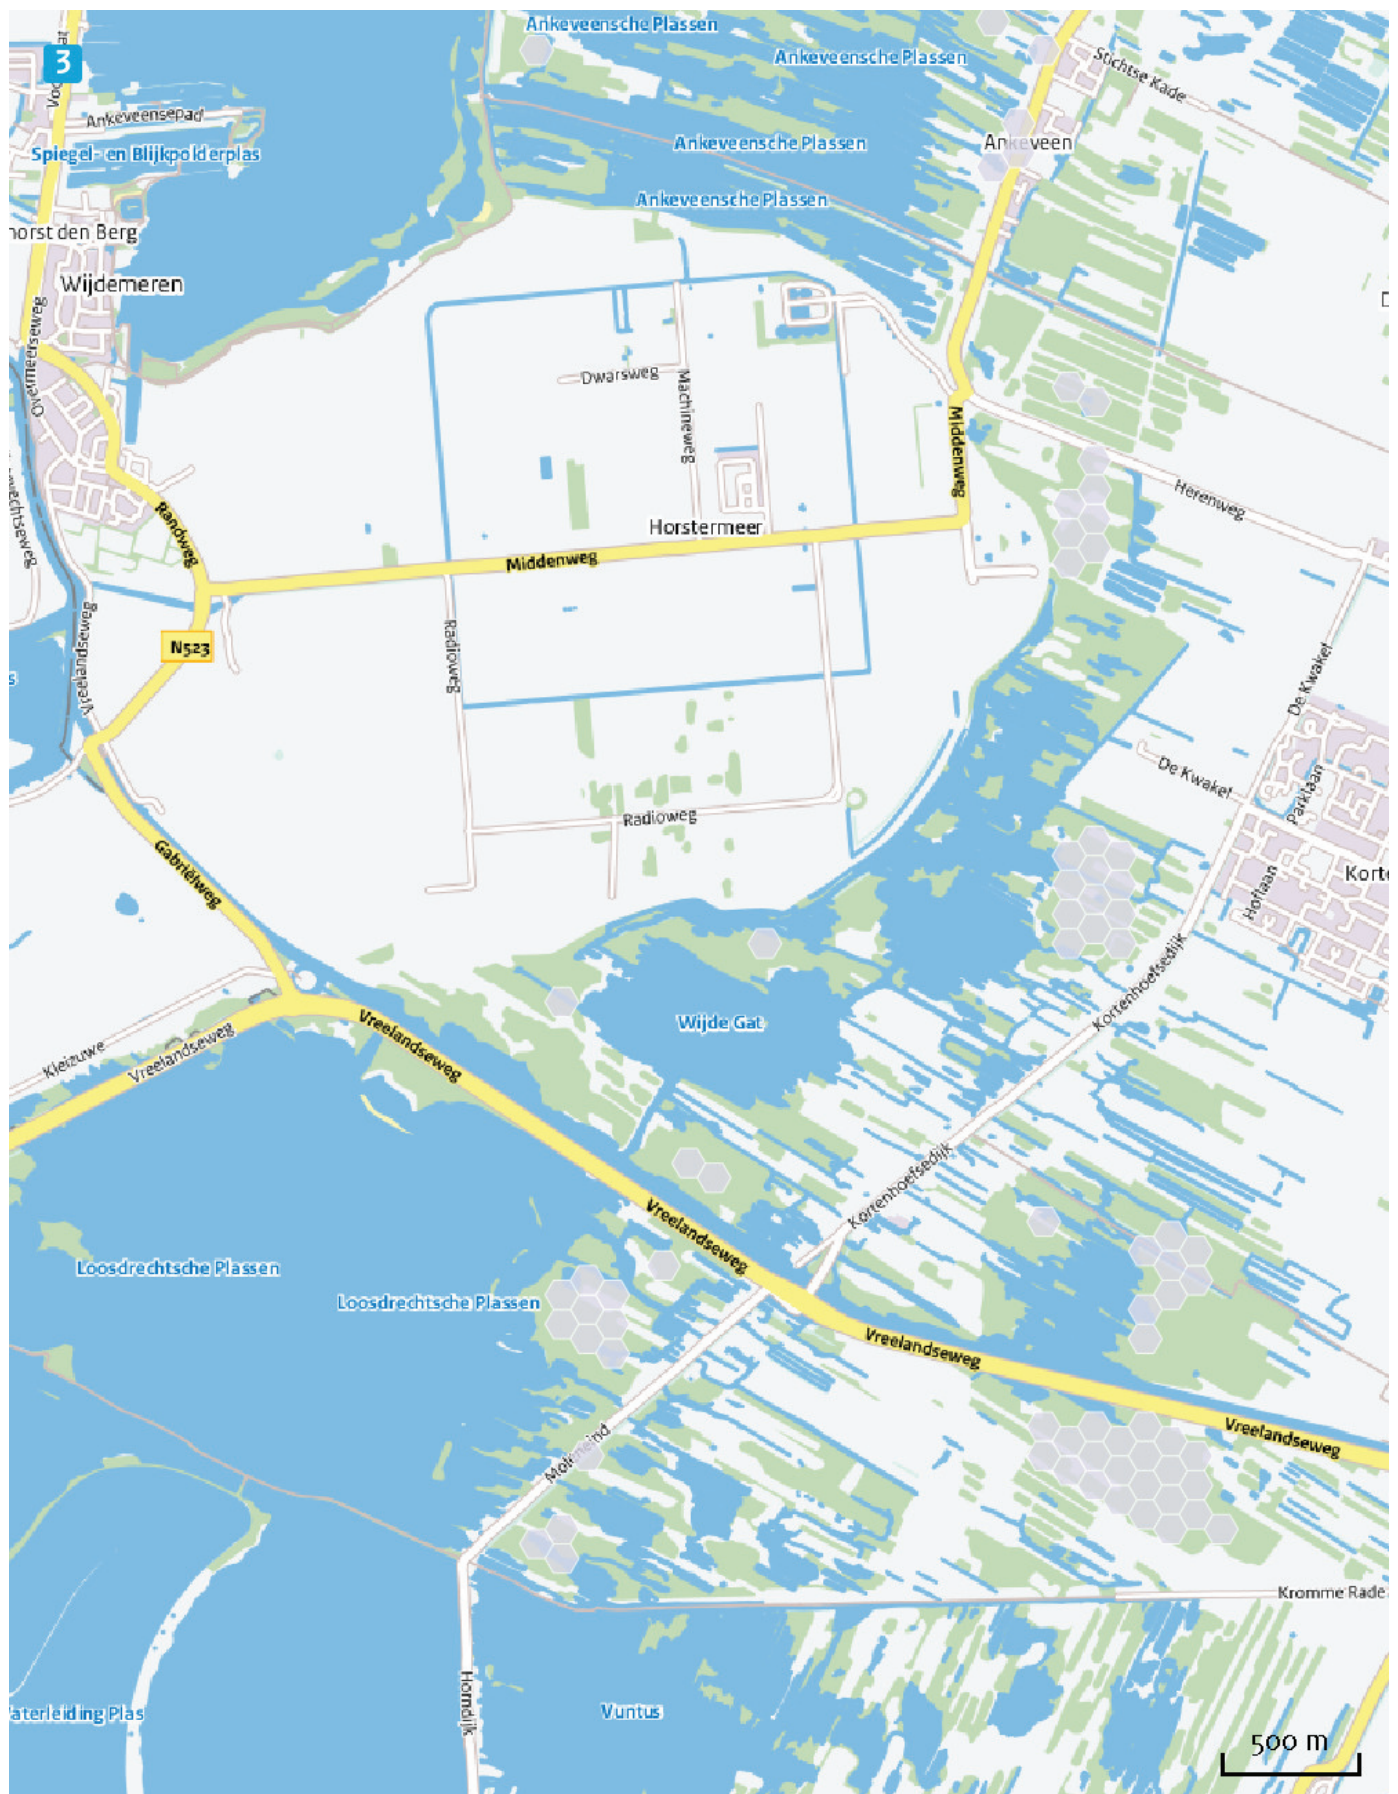 Ankeveensche Plassen
Ankeveensche Plassen
3
Stichtse Kade
Ankeveensepad
Ankeveensche Plassen
Ankeveen
Spiegel- en Blijkpolderplas
Ankeveensche Plassen
horst den Berg
Wijdemeren
Overmeerseweg
Dwarsweg
Machineweg
Middenweg
Herenweg
Randweg
Horstermeer
Middenweg
N523
Vreelandseweg
Radioweg
De Kwakel
De Kwakel
Parklaan
Radioweg
Gabriëlweg
Hoflaan
Korte
Kortenhoefsedijk
Wijde Gat
Vreelandseweg
Kleizuwe
Vreelandseweg
Kortenhoefsedijk
Vreelandseweg
Loosdrechtsche Plassen
Loosdrechtsche Plassen
Vreelandseweg
Vreelandseweg
Moleneind
Kromme Rade
Horndijk
aterleiding Plas
Vuntus
500 m